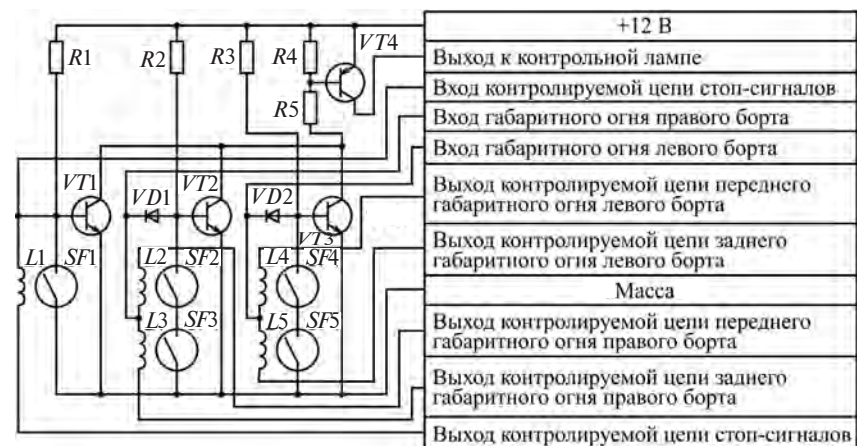 R1
R2
R3
R4
VT4
R5
VT1
VD1
VT2
VD2
VT3
L1
SF1
L2
SF2
L4
SF4
L3
SF3
L5
SF5
+12 В
Выход к контрольной лампе
Вход контролируемой цепи стоп-сигналов
Вход габаритного огня правого борта
Вход габаритного огня левого борта
Выход контролируемой цепи переднего
габаритного огня левого борта
Выход контролируемой цепи заднего
габаритного огня левого борта
Масса
Выход контролируемой цепи переднего
габаритного огня правого борта
Выход контролируемой цепи заднего
габаритного огня правого борта
Выход контролируемой цепи стоп-сигналов